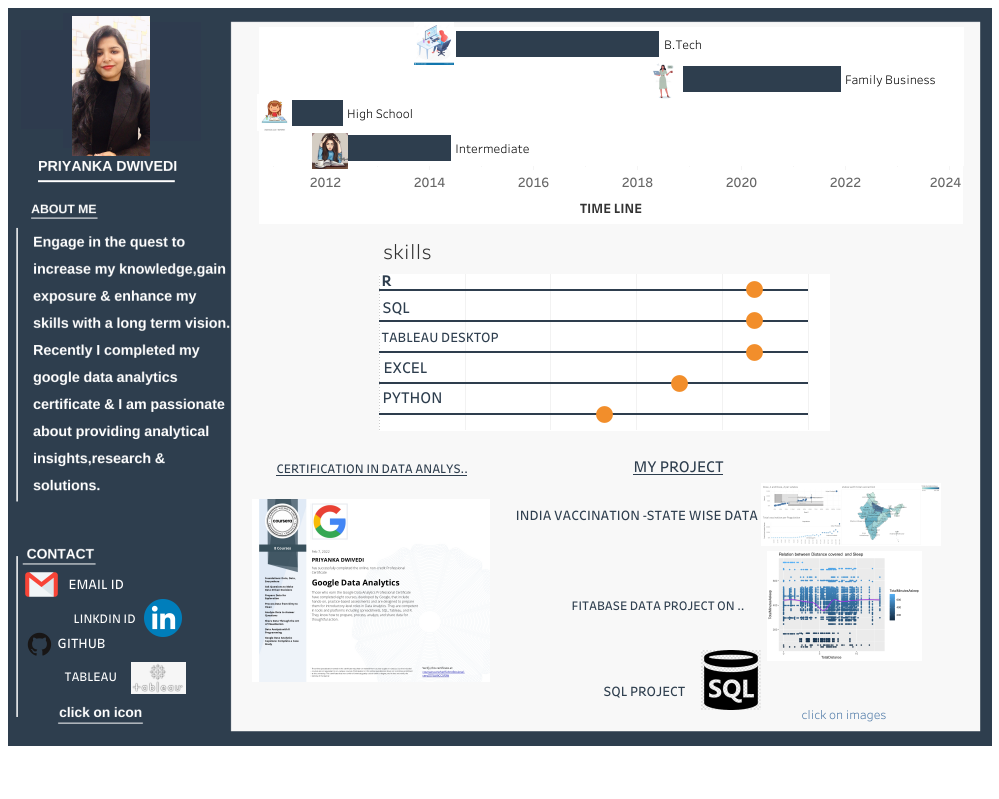 PRIYANKA DWIVEDI
ABOUT ME
Engage in the quest to
increase my knowledge,gain
exposure & enhance my
skills with a long term vision.
Recently I completed my
google data analytics
certificate & I am passionate
about providing analytical
insights,research &
solutions.
CONTACT
EMAIL ID
LINKDIN ID
in
GITHUB
TABLEAU
+tableau
click on icon
B.Tech
Family Business
High School
Intermediate
2012 2014 2016 2018 2020 2022 2024
TIME LINE
skills
R
SQL
TABLEAU DESKTOP
EXCEL
PYTHON
CERTIFICATION IN DATA ANALYS..
coursera
8 Courses
PRIYANKA DWIVEDI
Google Data Analytics
MY PROJECT
INDIA VACCINATION -STATE WISE DATA
Relation between Distance covered and Sleep
TotalDistance
FITABASE DATA PROJECT ON ..
SQL PROJECT
SQL
click on images